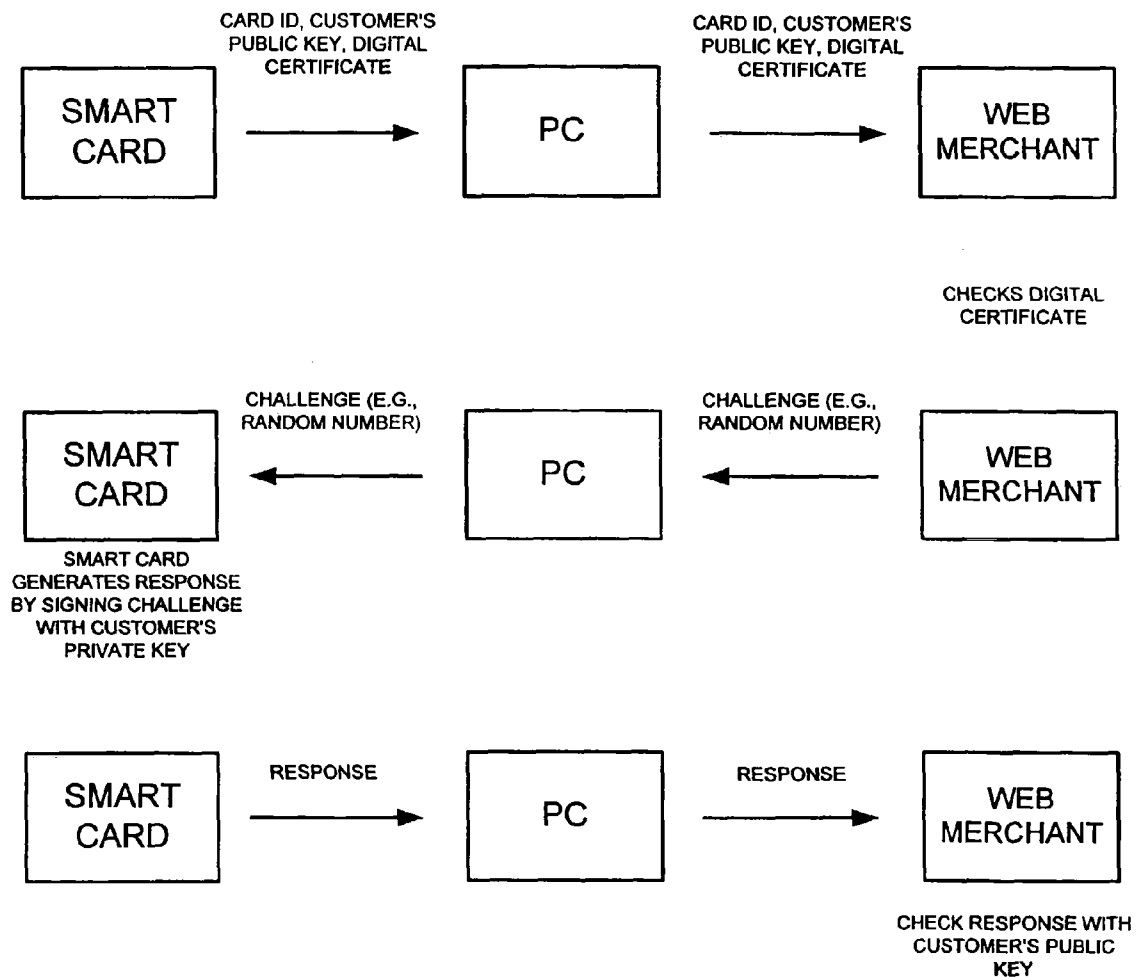 CARD ID, CUSTOMER'S
PUBLIC KEY, DIGITAL
CERTIFICATE
CARD ID, CUSTOMER'S
PUBLIC KEY, DIGITAL
CERTIFICATE
SMART
CARD
PC
WEB
MERCHANT
CHECKS DIGITAL
CERTIFICATE
CHALLENGE (E.G.,
RANDOM NUMBER)
CHALLENGE (E.G.,
RANDOM NUMBER)
SMART
CARD
PC
WEB
MERCHANT
SMART CARD
GENERATES RESPONSE
BY SIGNING CHALLENGE
WITH CUSTOMER'S
PRIVATE KEY
RESPONSE
RESPONSE
SMART
CARD
PC
WEB
MERCHANT
CHECK RESPONSE WITH
CUSTOMER'S PUBLIC
KEY